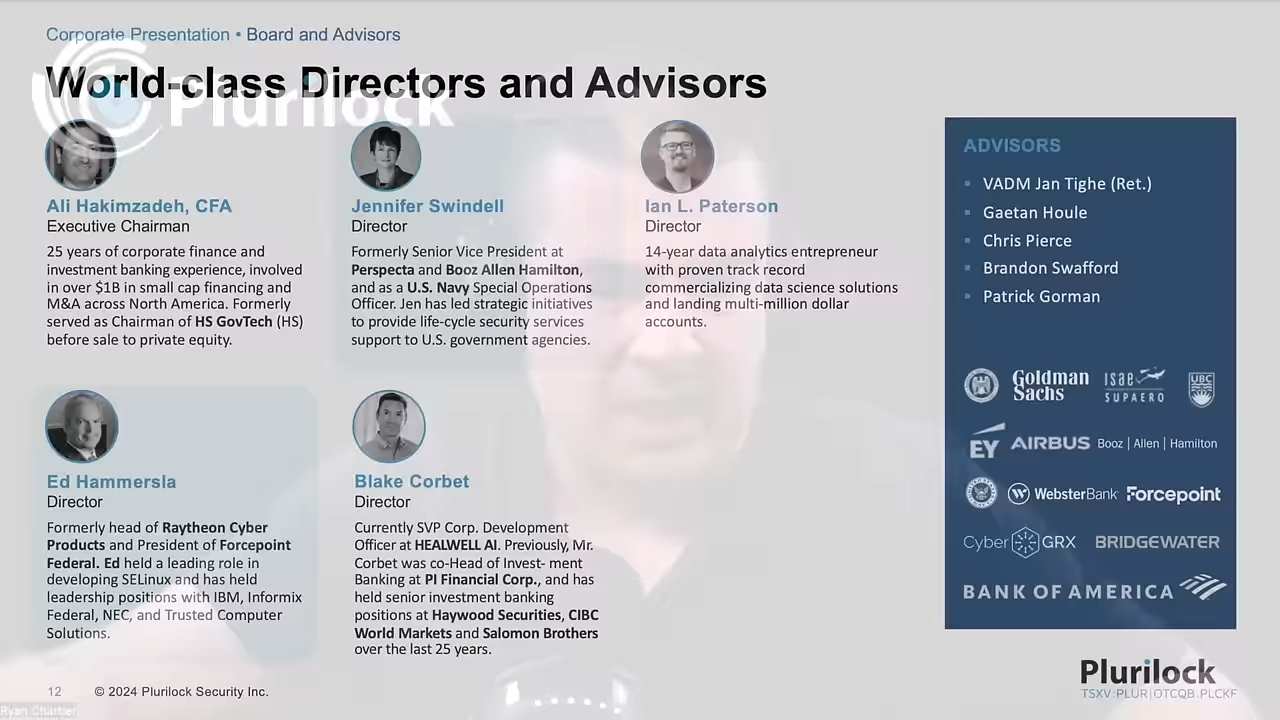 Corporate Presentation • Board and Advisors
World-class Directors and Advisors
Plurilock
Ali Hakimzadeh, CFA
Executive Chairman
25 years of corporate finance and
investment banking experience, involved
in over $1B in small cap financing and
M&A across North America. Formerly
served as Chairman of HS GovTech (HS)
before sale to private equity.
Jennifer Swindell
Director
Formerly Senior Vice President at
Perspecta and Booz Allen Hamilton,
and as a U.S. Navy Special Operations
Officer. Jen has led strategic initiatives
to provide life-cycle security services
support to U.S. government agencies.
Ian L. Paterson
Director
14-year data analytics entrepreneur
with proven track record
commercializing data science solutions
and landing multi-million dollar
accounts.
Ed Hammersla
Director
Formerly head of Raytheon Cyber
Products and President of Forcepoint
Federal. Ed held a leading role in
developing SELinux and has held
leadership positions with IBM, Informix
Federal, NEC, and Trusted Computer
Solutions.
Blake Corbet
Director
Currently SVP Corp. Development
Officer at HEALWELL AI. Previously, Mr.
Corbet was co-Head of Invest- ment
Banking at PI Financial Corp., and has
held senior investment banking
positions at Haywood Securities, CIBC
World Markets and Salomon Brothers
over the last 25 years.
ADVISORS
▪ VADM Jan Tighe (Ret.)
▪ Gaetan Houle
▪ Chris Pierce
▪ Brandon Swafford
▪ Patrick Gorman
Goldman
Sachs
isae
SUPAERO
UBC
EY AIRBUS Booz | Allen | Hamilton
WebsterBank Forcepoint
Cyber GRX BRIDGEWATER
BANK OF AMERICA
Plurilock
TSXV:PLUR|OTCQB.PLCKF
12 © 2024 Plurilock Security Inc.
Ryan Chartier